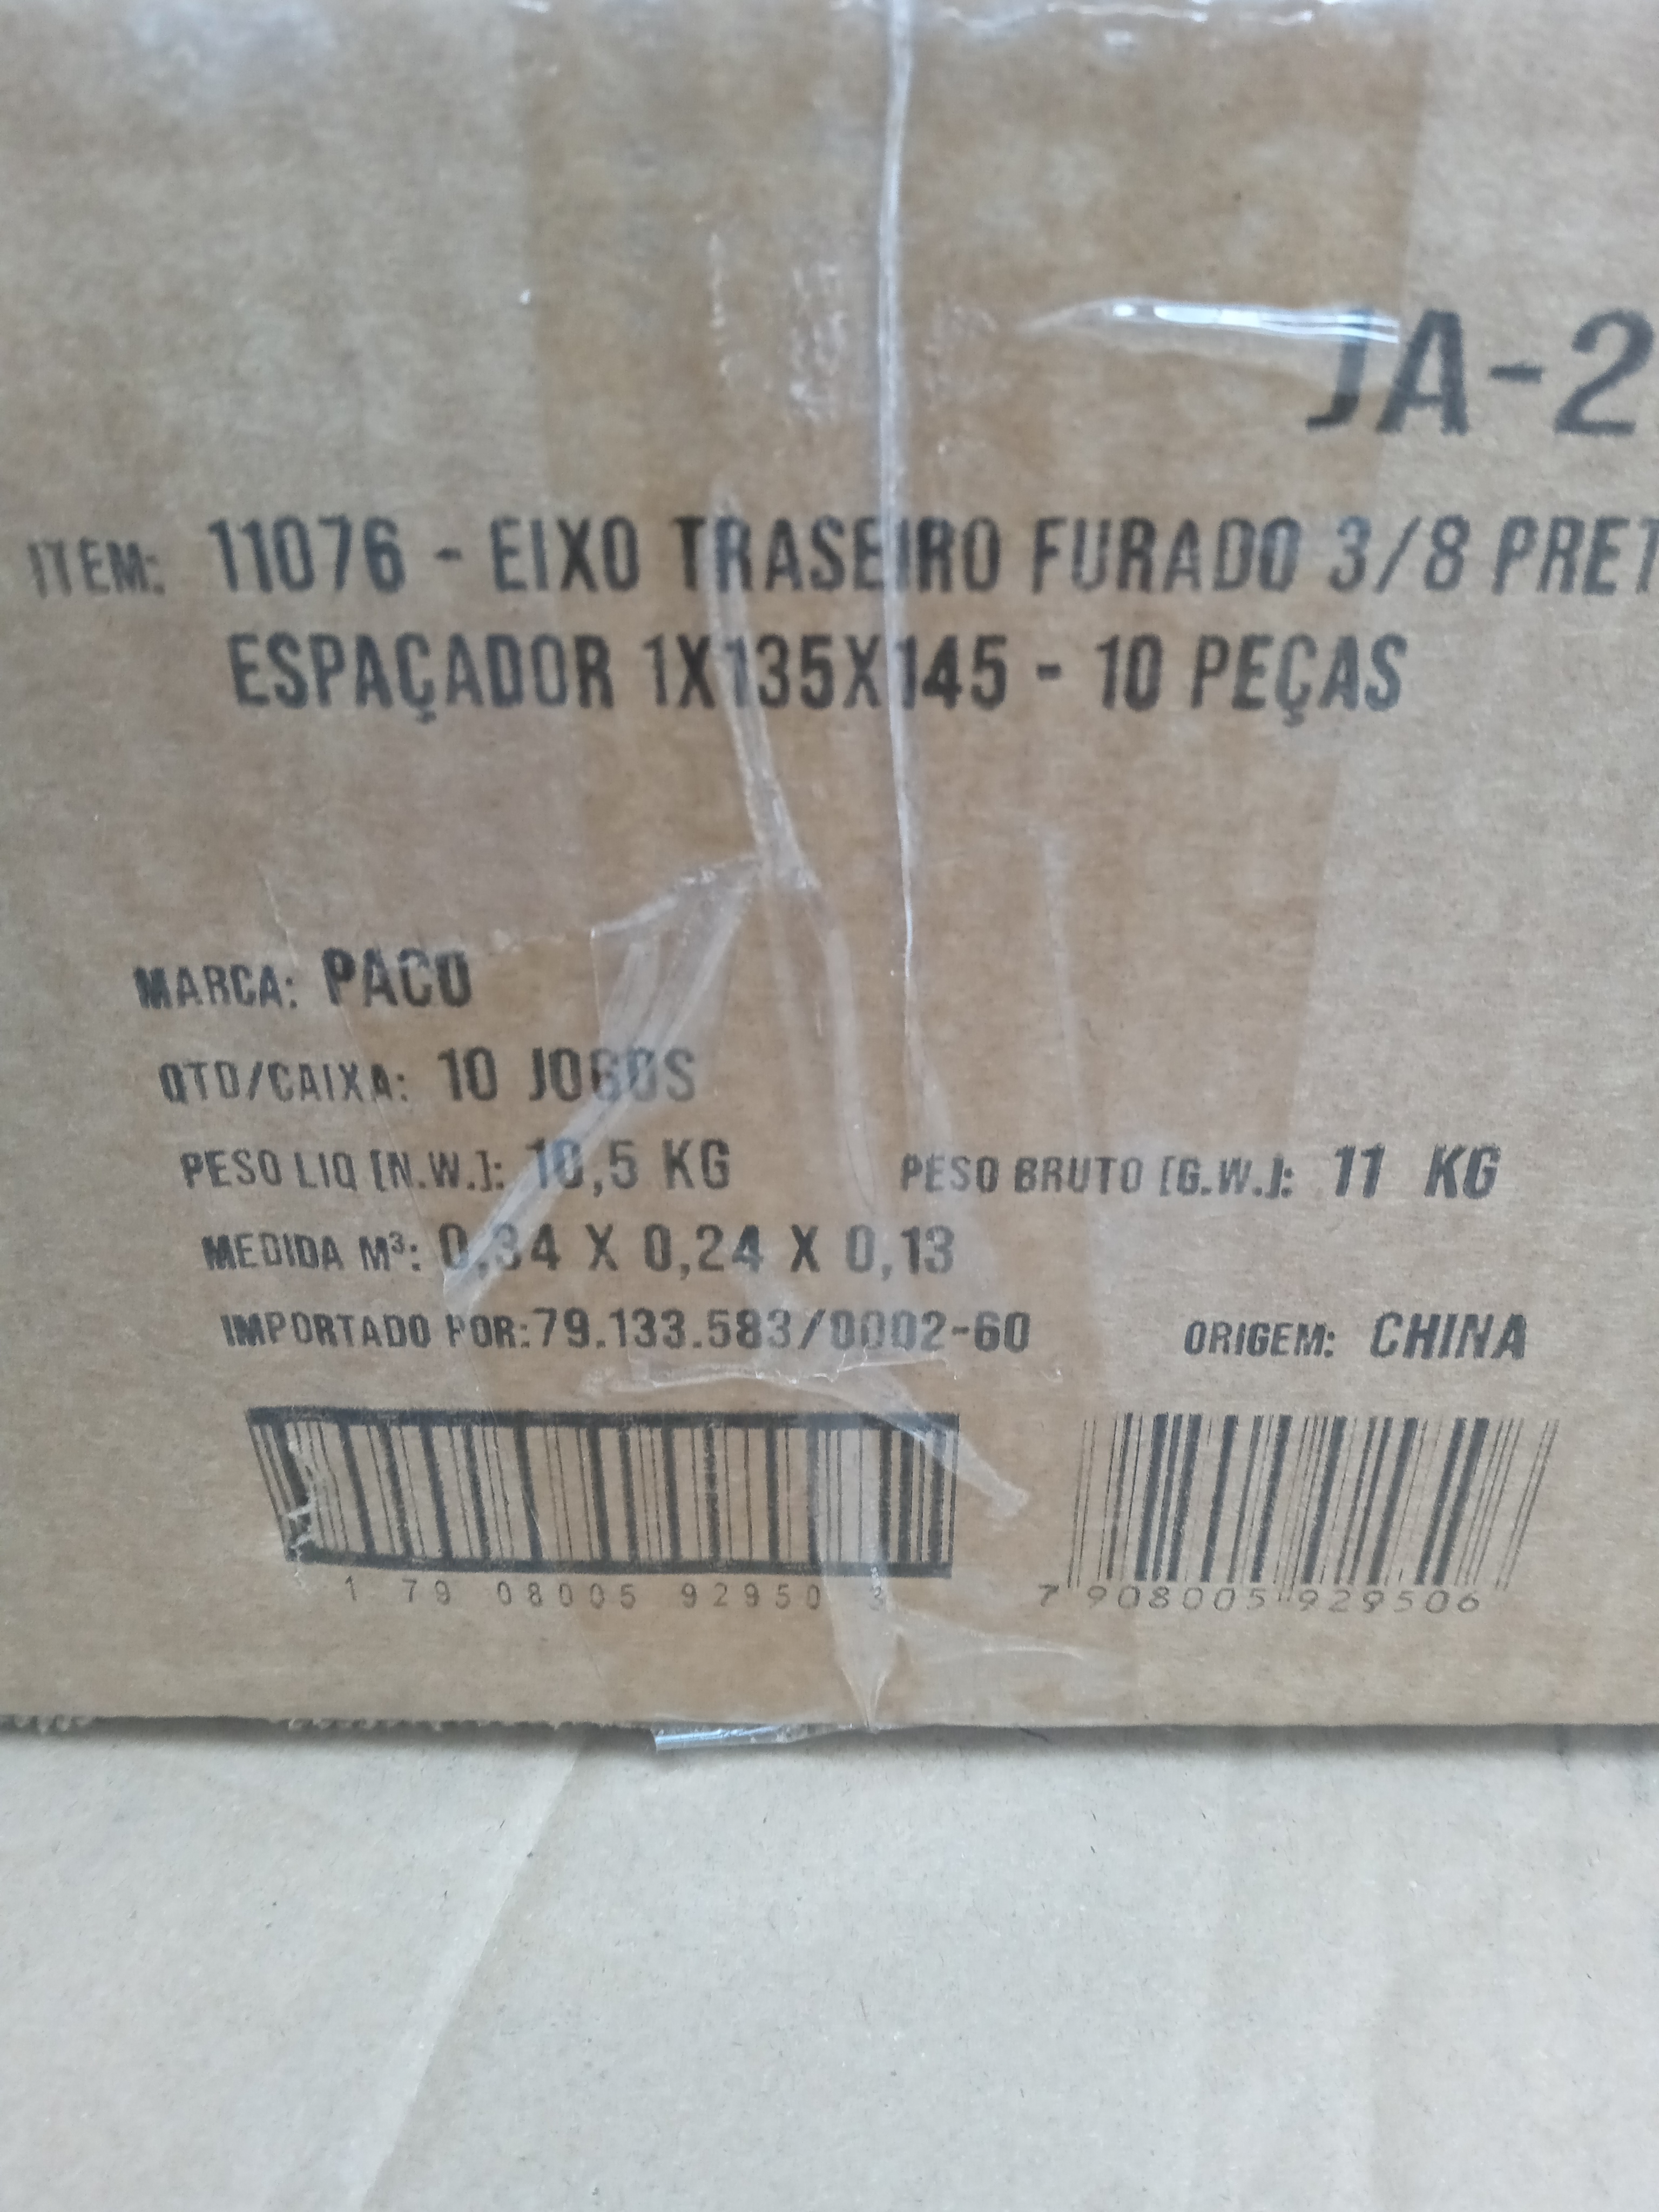 JA-2
ITEM: 11076 - EIXO TRASEIRO FURADO 3/8 PRET
ESPAÇADOR 1X135X145 - 10 PEÇAS
MARCA: PACO
QTD/CAIXA: 10 JOGOS
PESO LIQ [N.W.]: 10,5 KG PESO BRUTO [G.W.]: 11 KG
MEDIDA M³: 0,34 X 0,24 X 0,13
IMPORTADO POR:79.133.583/0002-60 ORIGEM: CHINA
1 79 08005 92950 3 7 908005 929506